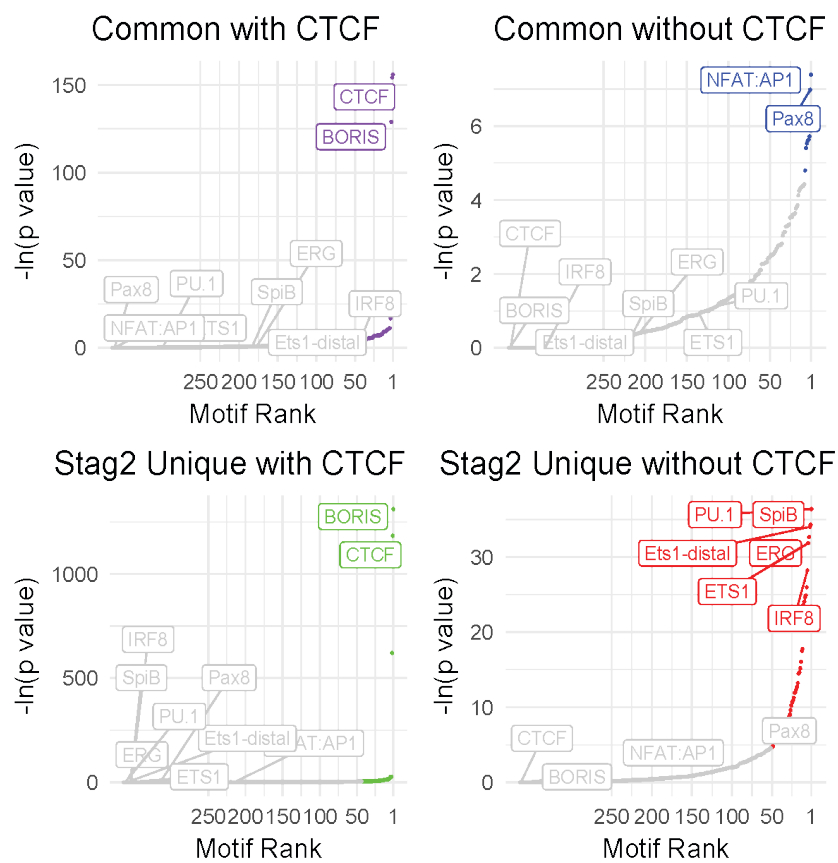 Common with CTCF
-ln(p value)
150
100
50
0
CTCF
BORIS
ERG
PU.1
Pax8
SpiB
IRF8
NFAT:AP1
TS1
Ets1-distal
250 200 150 100 50 1
Motif Rank
Common without CTCF
-ln(p value)
6
4
2
0
NFAT:AP1
Pax8
CTCF
IRF8
ERG
BORIS
SpiB
PU.1
Ets1-distal
ETS1
250 200 150 100 50 1
Motif Rank
Stag2 Unique with CTCF
-ln(p value)
1000
500
0
BORIS
CTCF
IRF8
SpiB
Pax8
PU.1
Ets1-distal
FAT:AP1
ERG
ETS1
250 200 150 100 50 1
Motif Rank
Stag2 Unique without CTCF
-ln(p value)
30
20
10
0
PU.1
SpiB
Ets1-distal
ERG
ETS1
IRF8
Pax8
CTCF
NFAT:AP1
BORIS
250 200 150 100 50 1
Motif Rank